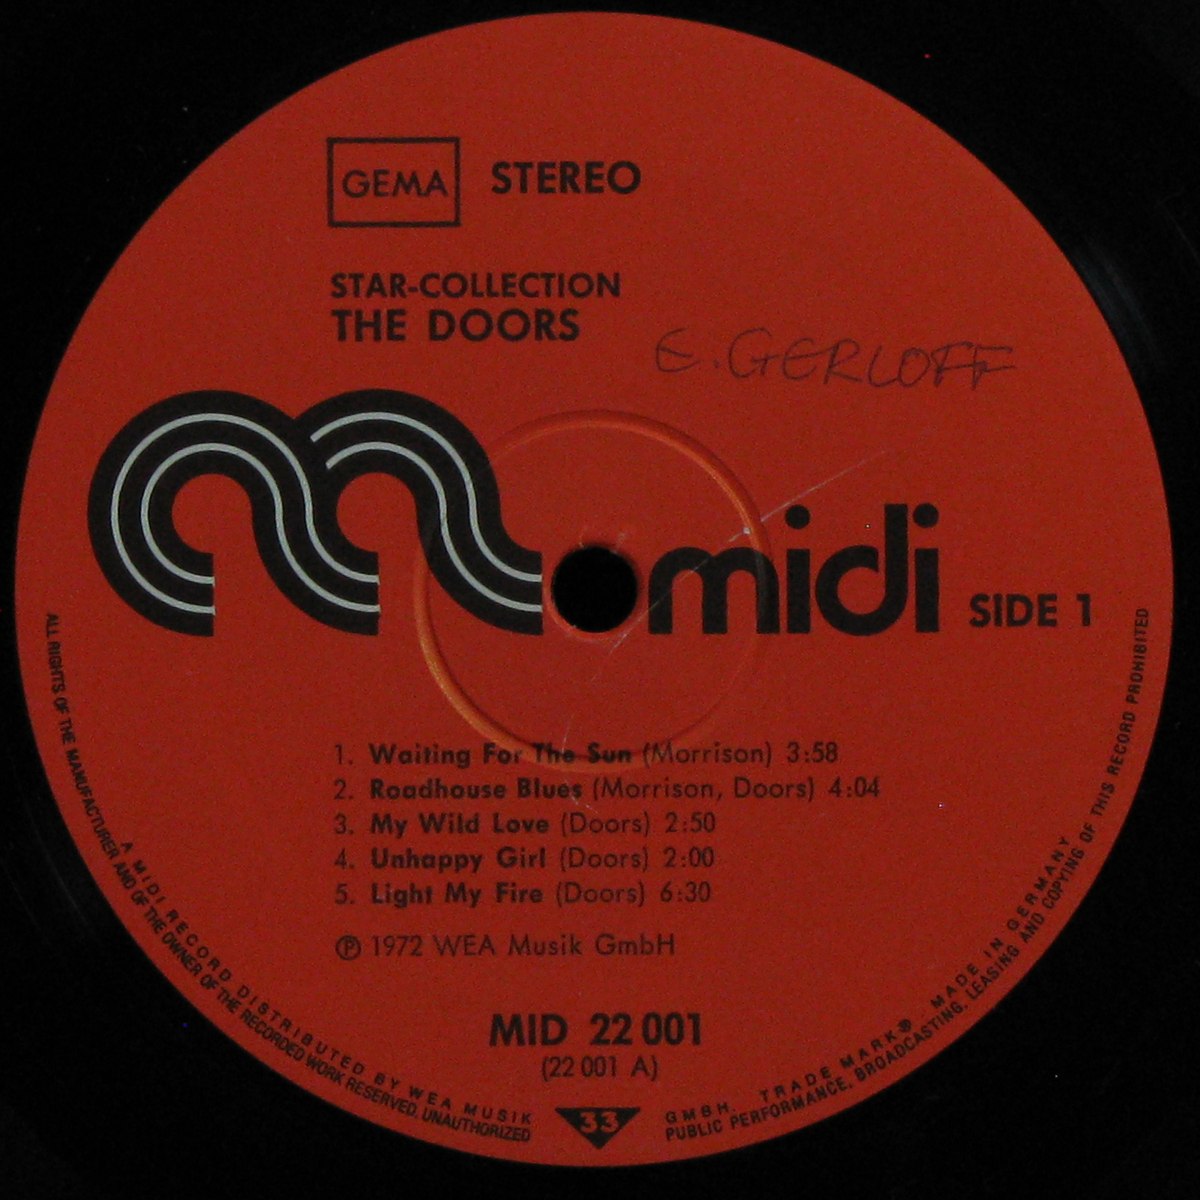 GEMA STEREO
STAR-COLLECTION
THE DOORS
E. GERLOFF
midi SIDE 1
1. Waiting For The Sun (Morrison) 3:58
2. Roadhouse Blues (Morrison, Doors) 4:04
3. My Wild Love (Doors) 2:50
4. Unhappy Girl (Doors) 2:00
5. Light My Fire (Doors) 6:30
℗ 1972 WEA Musik GmbH
MID 22 001
(22 001 A)
33
A MIDI RECORD DISTRIBUTED BY WEA MUSIK GMBH. TRADE MARK® MADE IN GERMANY
ALL RIGHTS OF THE MANUFACTURER AND OF THE OWNER OF THE RECORDED WORK RESERVED. UNAUTHORIZED PUBLIC PERFORMANCE, BROADCASTING, LEASING AND COPYING OF THIS RECORD PROHIBITED